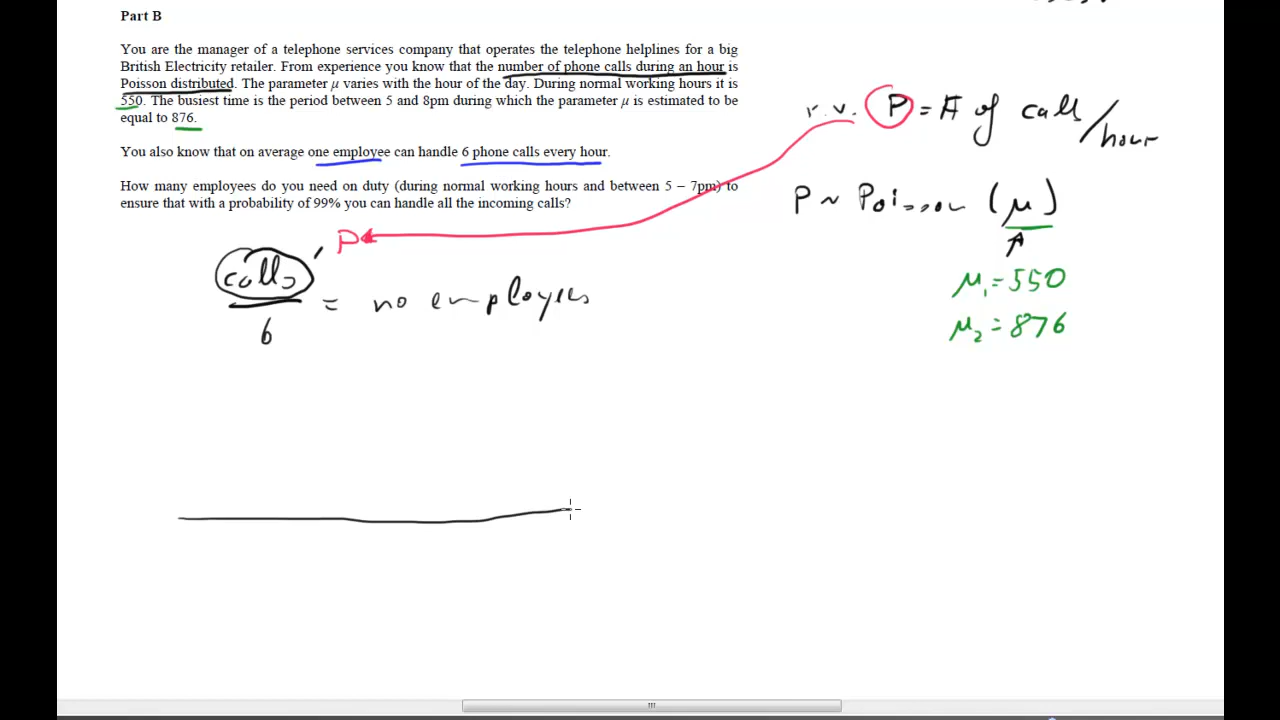 Part B
You are the manager of a telephone services company that operates the telephone helplines for a big
British Electricity retailer. From experience you know that the number of phone calls during an hour is
Poisson distributed. The parameter μ varies with the hour of the day. During normal working hours it is
550. The busiest time is the period between 5 and 8pm during which the parameter μ is estimated to be
equal to 876.
You also know that on average one employee can handle 6 phone calls every hour.
How many employees do you need on duty (during normal working hours and between 5 – 7pm) to
ensure that with a probability of 99% you can handle all the incoming calls?
r.v. P = # of calls/hour
P ~ Poisson (μ)
μ₁ = 550
μ₂ = 876
P
calls
6
= no employees